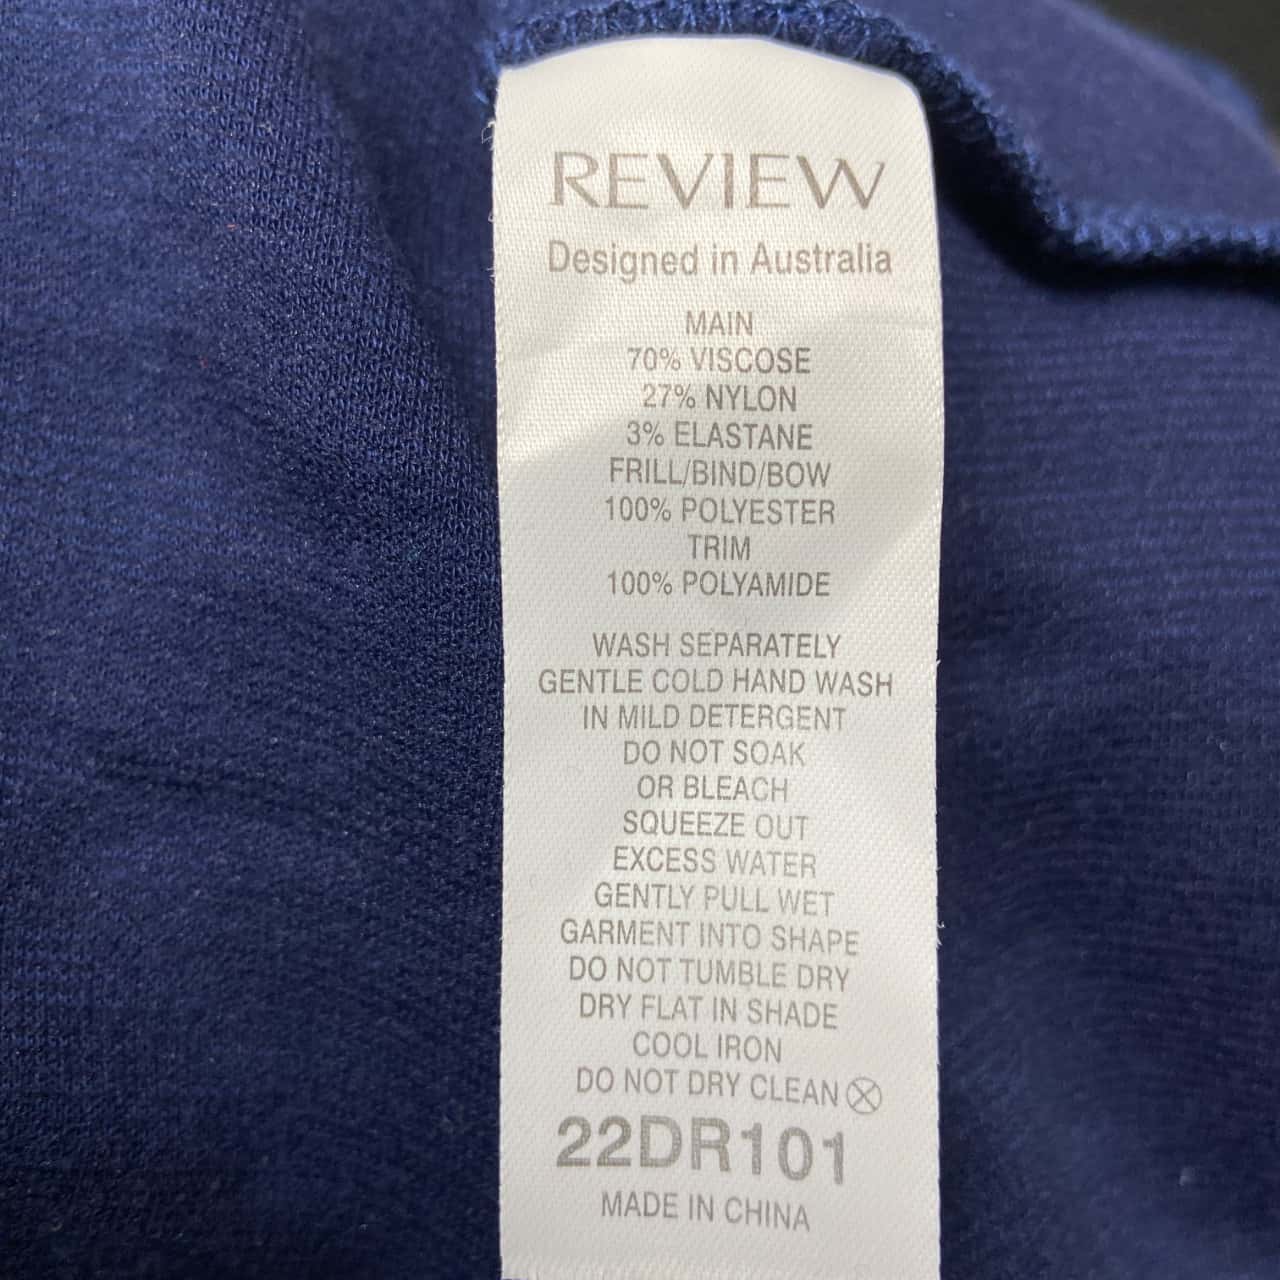 REVIEW
Designed in Australia
MAIN
70% VISCOSE
27% NYLON
3% ELASTANE
FRILL/BIND/BOW
100% POLYESTER
TRIM
100% POLYAMIDE
WASH SEPARATELY
GENTLE COLD HAND WASH
IN MILD DETERGENT
DO NOT SOAK
OR BLEACH
SQUEEZE OUT
EXCESS WATER
GENTLY PULL WET
GARMENT INTO SHAPE
DO NOT TUMBLE DRY
DRY FLAT IN SHADE
COOL IRON
DO NOT DRY CLEAN
22DR101
MADE IN CHINA